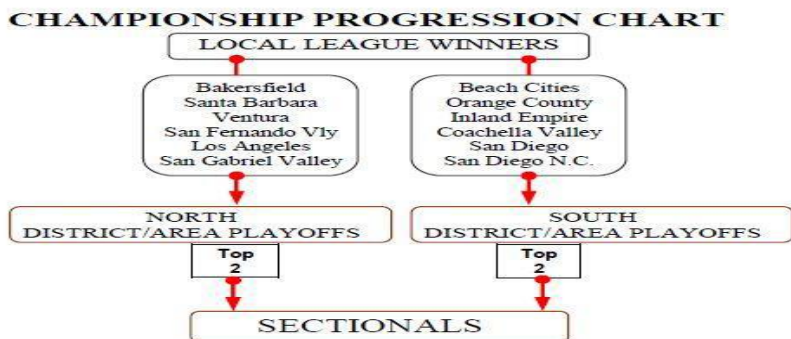 CHAMPIONSHIP PROGRESSION CHART
LOCAL LEAGUE WINNERS
Bakersfield
Santa Barbara
Ventura
San Fernando Vly
Los Angeles
San Gabriel Valley
Beach Cities
Orange County
Inland Empire
Coachella Valley
San Diego
San Diego N.C.
NORTH
DISTRICT/AREA PLAYOFFS
Top
2
SOUTH
DISTRICT/AREA PLAYOFFS
Top
2
SECTIONALS